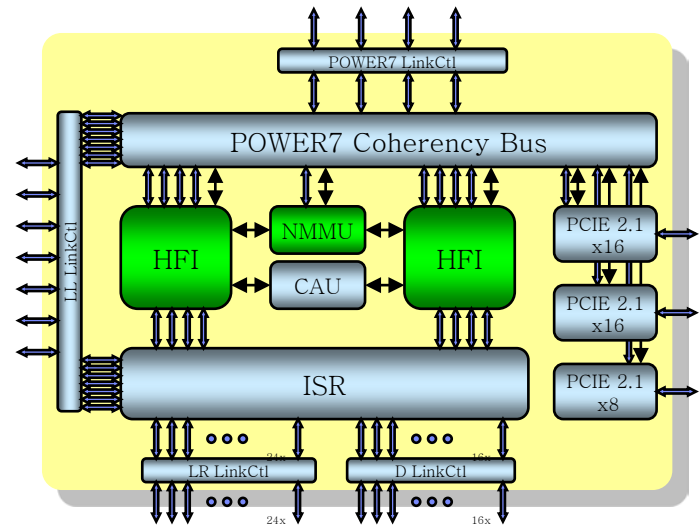 POWER7 LinkCtl
POWER7 Coherency Bus
LL LinkCtl
HFI
NMMU
CAU
HFI
PCIE 2.1
x16
PCIE 2.1
x16
PCIE 2.1
x8
ISR
24x
16x
LR LinkCtl
D LinkCtl
24x
16x